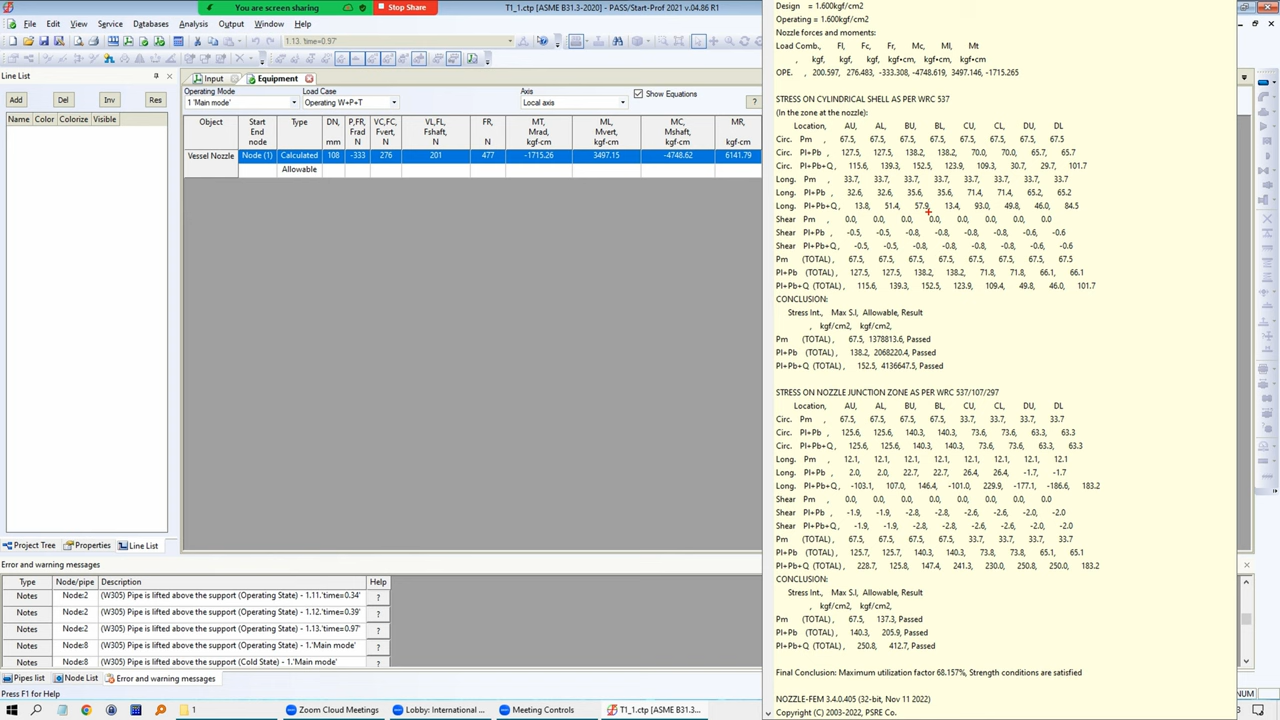 You are screen sharing
Stop Share
T1_1.ctp [ASME B31.3-2020] - PASS/Start-Prof 2021 v.04.86 R1
File Edit View Service Databases Analysis Output Window Help
1.13.'time=0.97'
Line List
Add Del Inv Res
Name Color Colorize Visible
Input Equipment
Operating Mode Load Case Axis
1 'Main mode' Operating W+P+T Local axis Show Equations ?
Object Start End node Type DN, mm P,FR, Frad N VC,FC, Fvert, N VL,FL, Fshaft, N FR, N MT, Mrad, kgf·cm ML, Mvert, kgf·cm MC, Mshaft, kgf·cm MR, kgf·cm
Vessel Nozzle Node (1) Calculated 108 -333 276 201 477 -1715.26 3497.15 -4748.62 6141.79
Allowable
Project Tree Properties Line List
Error and warning messages
Type Node/pipe Description Help
Notes Node:2 (W305) Pipe is lifted above the support (Operating State) - 1.11.'time=0.34' ?
Notes Node:2 (W305) Pipe is lifted above the support (Operating State) - 1.12.'time=0.39' ?
Notes Node:2 (W305) Pipe is lifted above the support (Operating State) - 1.13.'time=0.97' ?
Notes Node:2 (W305) Pipe is lifted above the support (Operating State) - 1.'Main mode' ?
Notes Node:8 (W305) Pipe is lifted above the support (Cold State) - 1.'Main mode' ?
Pipes list Node List Error and warning messages
Press F1 for Help
Design = 1.600kgf/cm2
Operating = 1.600kgf/cm2
Nozzle forces and moments:
Load Comb., Fl, Fc, Fr, Mc, Ml, Mt
, kgf, kgf, kgf, kgf·cm, kgf·cm, kgf·cm
OPE. , 200.597, 276.483, -333.308, -4748.619, 3497.146, -1715.265
STRESS ON CYLINDRICAL SHELL AS PER WRC 537
(In the zone at the nozzle):
Location, AU, AL, BU, BL, CU, CL, DU, DL
Circ. Pm , 67.5, 67.5, 67.5, 67.5, 67.5, 67.5, 67.5, 67.5
Circ. Pl+Pb , 127.5, 127.5, 138.2, 138.2, 70.0, 70.0, 65.7, 65.7
Circ. Pl+Pb+Q , 115.6, 139.3, 152.5, 123.9, 109.3, 30.7, 29.7, 101.7
Long. Pm , 33.7, 33.7, 33.7, 33.7, 33.7, 33.7, 33.7, 33.7
Long. Pl+Pb , 32.6, 32.6, 35.6, 35.6, 71.4, 71.4, 65.2, 65.2
Long. Pl+Pb+Q , 13.8, 51.4, 57.9, 13.4, 93.0, 49.8, 46.0, 84.5
Shear Pm , 0.0, 0.0, 0.0, 0.0, 0.0, 0.0, 0.0, 0.0
Shear Pl+Pb , -0.5, -0.5, -0.8, -0.8, -0.8, -0.8, -0.6, -0.6
Shear Pl+Pb+Q , -0.5, -0.5, -0.8, -0.8, -0.8, -0.8, -0.6, -0.6
Pm (TOTAL) , 67.5, 67.5, 67.5, 67.5, 67.5, 67.5, 67.5, 67.5
Pl+Pb (TOTAL) , 127.5, 127.5, 138.2, 138.2, 71.8, 71.8, 66.1, 66.1
Pl+Pb+Q (TOTAL) , 115.6, 139.3, 152.5, 123.9, 109.4, 49.8, 46.0, 101.7
CONCLUSION:
Stress Int., Max S.I, Allowable, Result
, kgf/cm2, kgf/cm2,
Pm (TOTAL) , 67.5, 1378813.6, Passed
Pl+Pb (TOTAL) , 138.2, 2068220.4, Passed
Pl+Pb+Q (TOTAL) , 152.5, 4136647.5, Passed
STRESS ON NOZZLE JUNCTION ZONE AS PER WRC 537/107/297
Location, AU, AL, BU, BL, CU, CL, DU, DL
Circ. Pm , 67.5, 67.5, 67.5, 67.5, 33.7, 33.7, 33.7, 33.7
Circ. Pl+Pb , 125.6, 125.6, 140.3, 140.3, 73.6, 73.6, 63.3, 63.3
Circ. Pl+Pb+Q , 125.6, 125.6, 140.3, 140.3, 73.6, 73.6, 63.3, 63.3
Long. Pm , 12.1, 12.1, 12.1, 12.1, 12.1, 12.1, 12.1, 12.1
Long. Pl+Pb , 2.0, 2.0, 22.7, 22.7, 26.4, 26.4, -1.7, -1.7
Long. Pl+Pb+Q , -103.1, 107.0, 146.4, -101.0, 229.9, -177.1, -186.6, 183.2
Shear Pm , 0.0, 0.0, 0.0, 0.0, 0.0, 0.0, 0.0, 0.0
Shear Pl+Pb , -1.9, -1.9, -2.8, -2.8, -2.6, -2.6, -2.0, -2.0
Shear Pl+Pb+Q , -1.9, -1.9, -2.8, -2.8, -2.6, -2.6, -2.0, -2.0
Pm (TOTAL) , 67.5, 67.5, 67.5, 67.5, 33.7, 33.7, 33.7, 33.7
Pl+Pb (TOTAL) , 125.7, 125.7, 140.3, 140.3, 73.8, 73.8, 65.1, 65.1
Pl+Pb+Q (TOTAL) , 228.7, 125.8, 147.4, 241.3, 230.0, 250.8, 250.0, 183.2
CONCLUSION:
Stress Int., Max S.I, Allowable, Result
, kgf/cm2, kgf/cm2,
Pm (TOTAL) , 67.5, 137.3, Passed
Pl+Pb (TOTAL) , 140.3, 205.9, Passed
Pl+Pb+Q (TOTAL) , 250.8, 412.7, Passed
Final Conclusion: Maximum utilization factor 68.157%, Strength conditions are satisfied
NOZZLE-FEM 3.4.0.405 (32-bit, Nov 11 2022)
Copyright (C) 2003-2022, PSRE Co.
NUM
1 Zoom Cloud Meetings Lobby: International ... Meeting Controls T1_1.ctp [ASME B31...